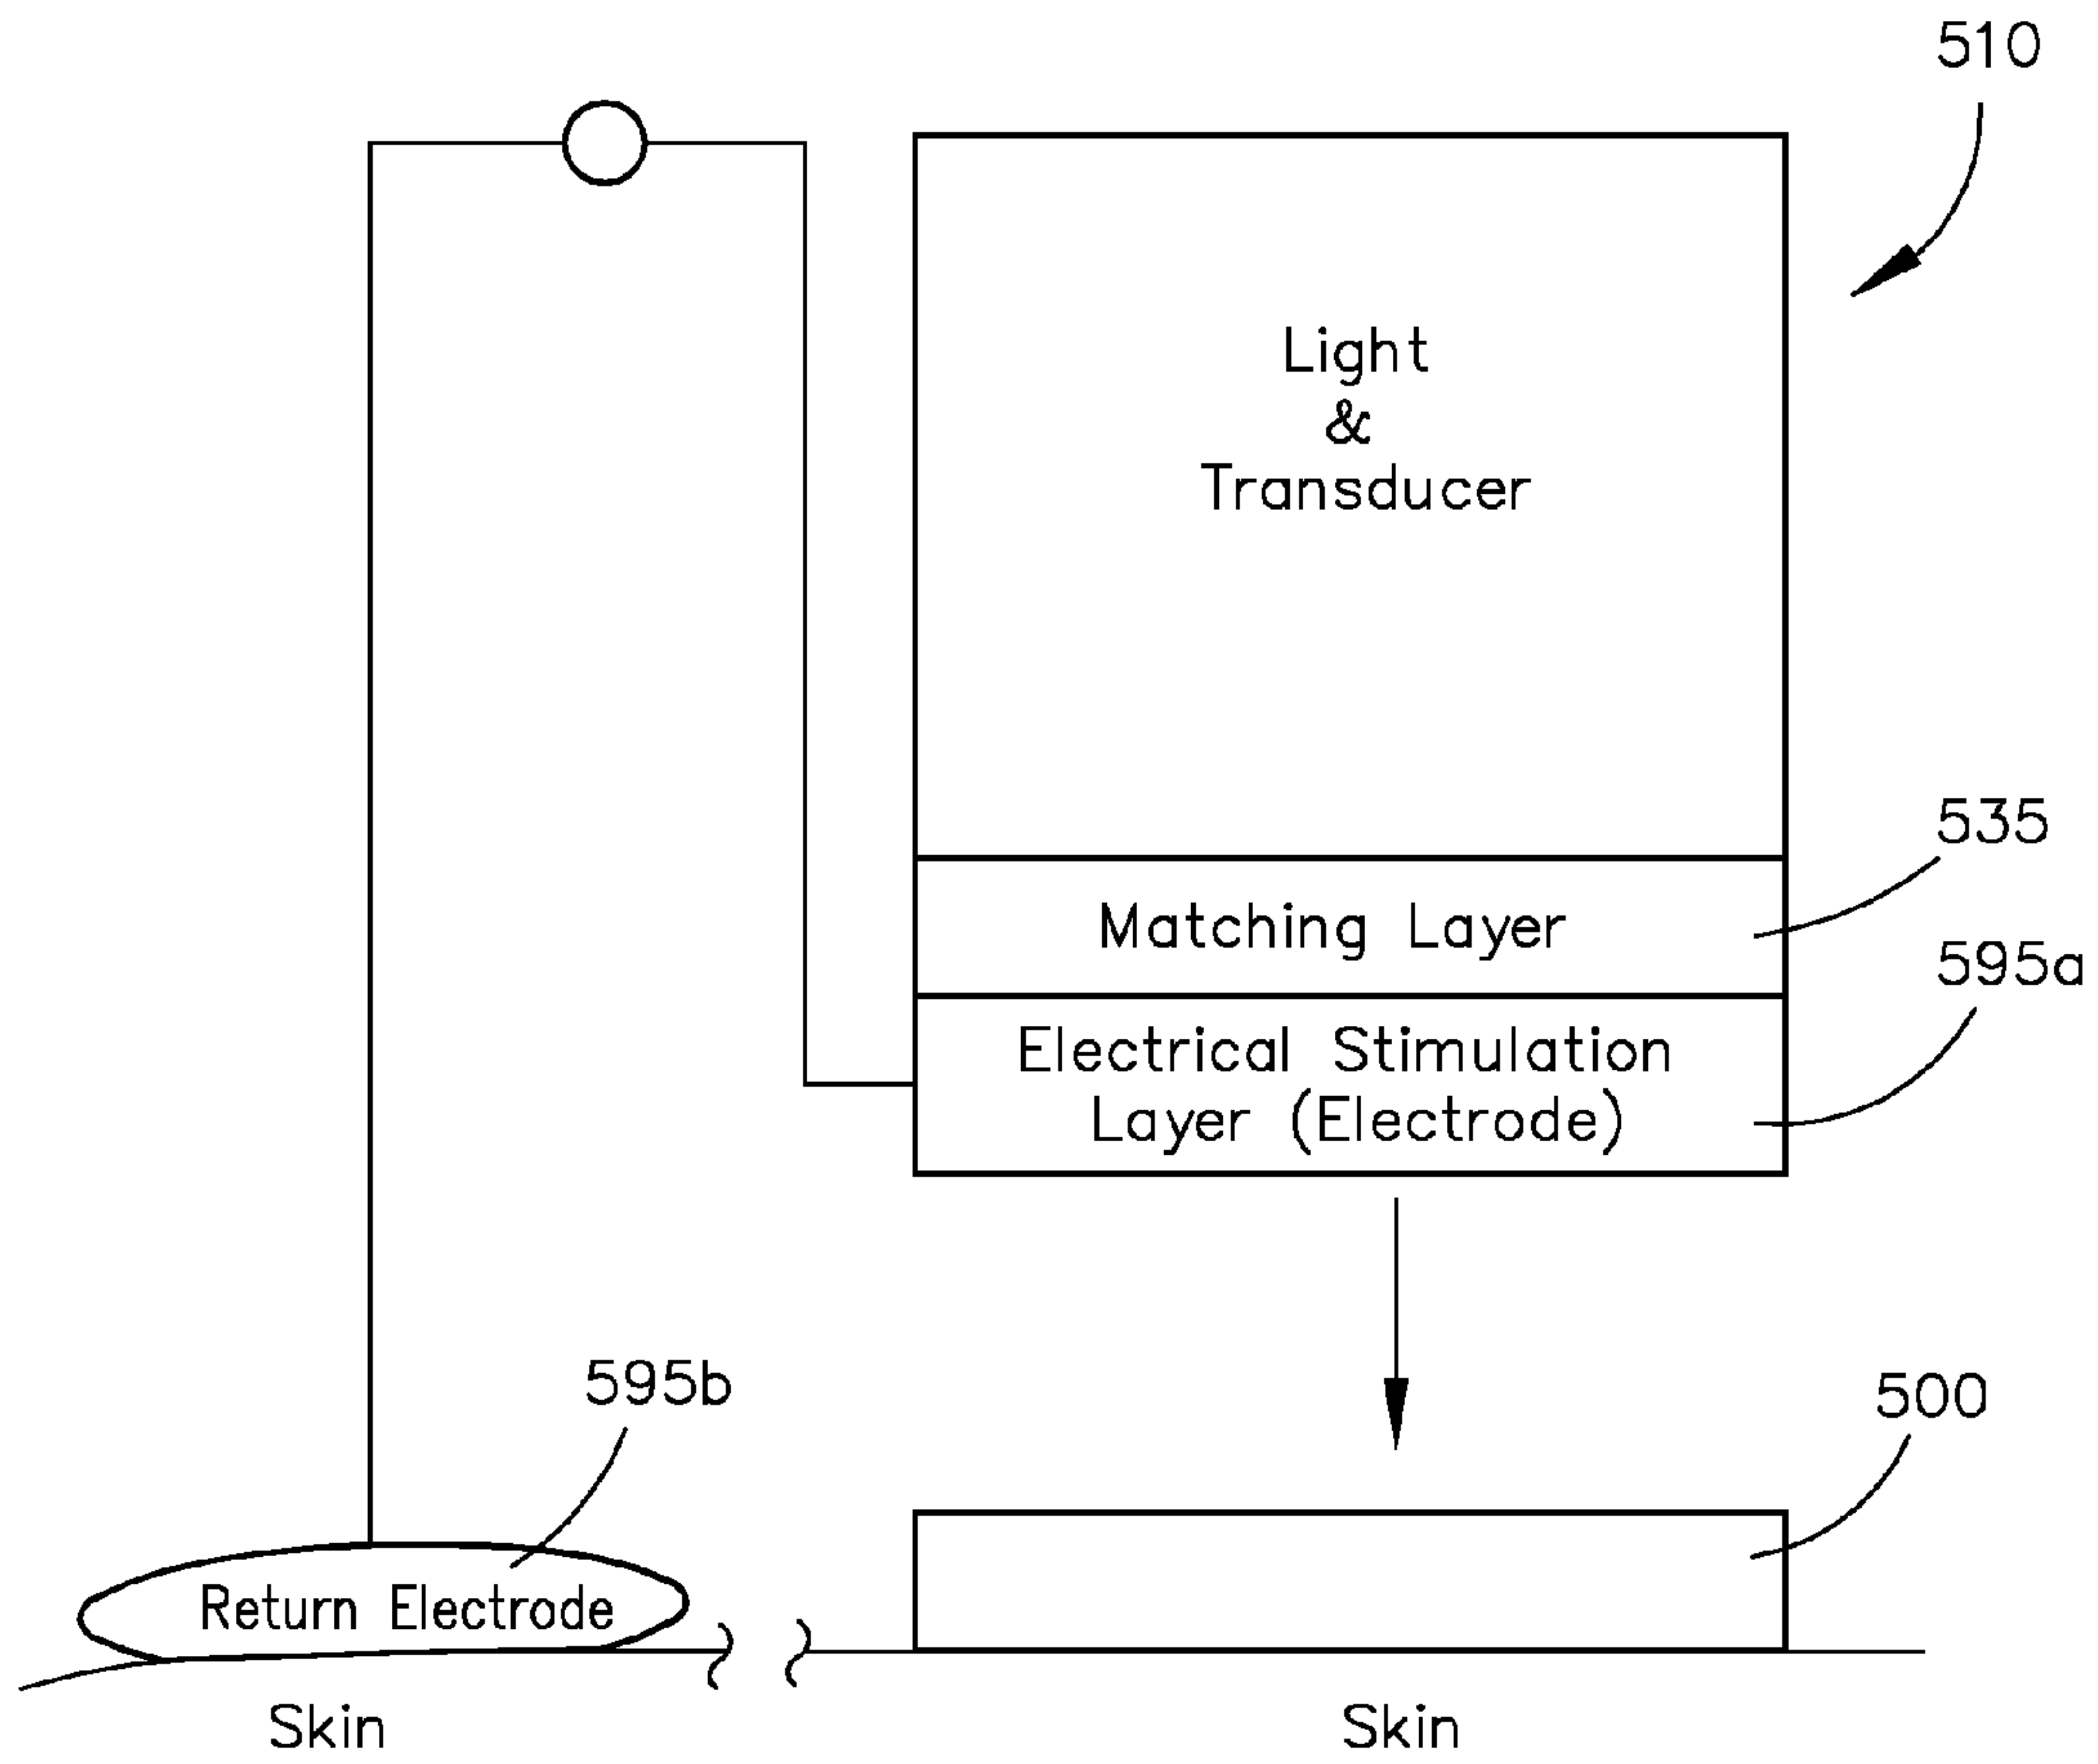 510
Light
&
Transducer
535
Matching Layer
595a
Electrical Stimulation
Layer (Electrode)
595b
500
Return Electrode
Skin
Skin